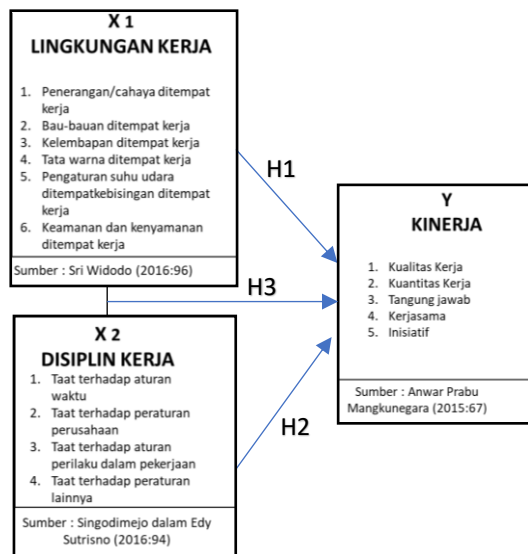 X 1
LINGKUNGAN KERJA
1. Penerangan/cahaya ditempat
kerja
2. Bau-bauan ditempat kerja
3. Kelembapan ditempat kerja
4. Tata warna ditempat kerja
5. Pengaturan suhu udara
ditempatkebisingan ditempat
kerja
6. Keamanan dan kenyamanan
ditempat kerja
Sumber : Sri Widodo (2016:96)
H1
H3
X 2
DISIPLIN KERJA
1. Taat terhadap aturan
waktu
2. Taat terhadap peraturan
perusahaan
3. Taat terhadap aturan
perilaku dalam pekerjaan
4. Taat terhadap peraturan
lainnya
Sumber : Singodimejo dalam Edy
Sutrisno (2016:94)
H2
Y
KINERJA
1. Kualitas Kerja
2. Kuantitas Kerja
3. Tangung jawab
4. Kerjasama
5. Inisiatif
Sumber : Anwar Prabu
Mangkunegara (2015:67)